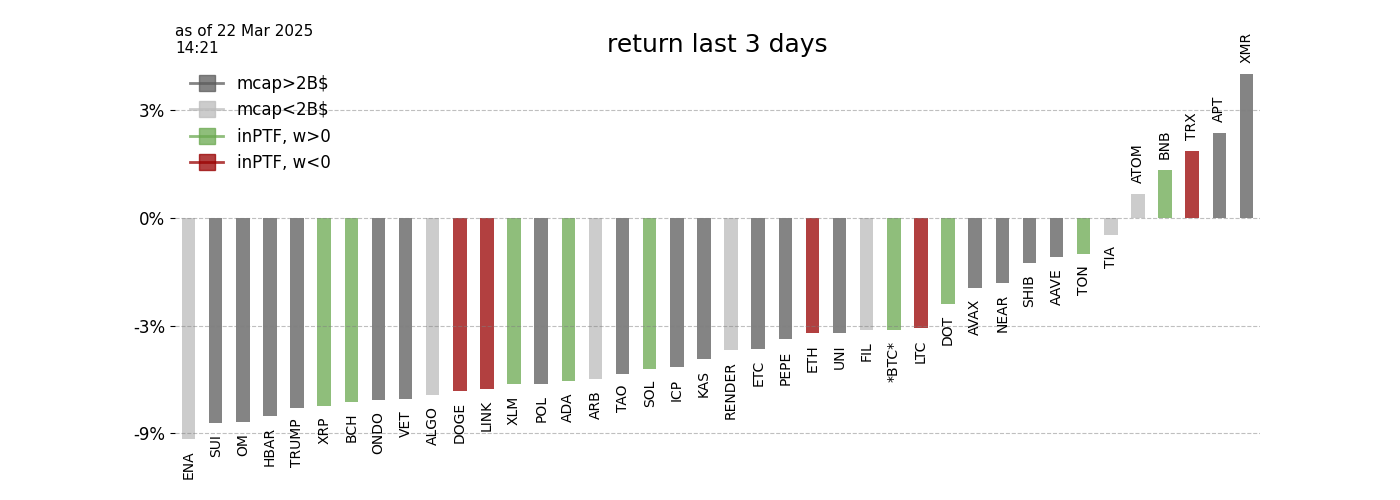 as of 22 Mar 2025
14:21
return last 3 days
mcap>2B$
mcap<2B$
inPTF, w>0
inPTF, w<0
3%
0%
-3%
-9%
ENA
SUI
OM
HBAR
TRUMP
XRP
BCH
ONDO
VET
ALGO
DOGE
LINK
XLM
POL
ADA
ARB
TAO
SOL
ICP
KAS
RENDER
ETC
PEPE
ETH
UNI
FIL
*BTC*
LTC
DOT
AVAX
NEAR
SHIB
AAVE
TON
TIA
ATOM
BNB
TRX
APT
XMR